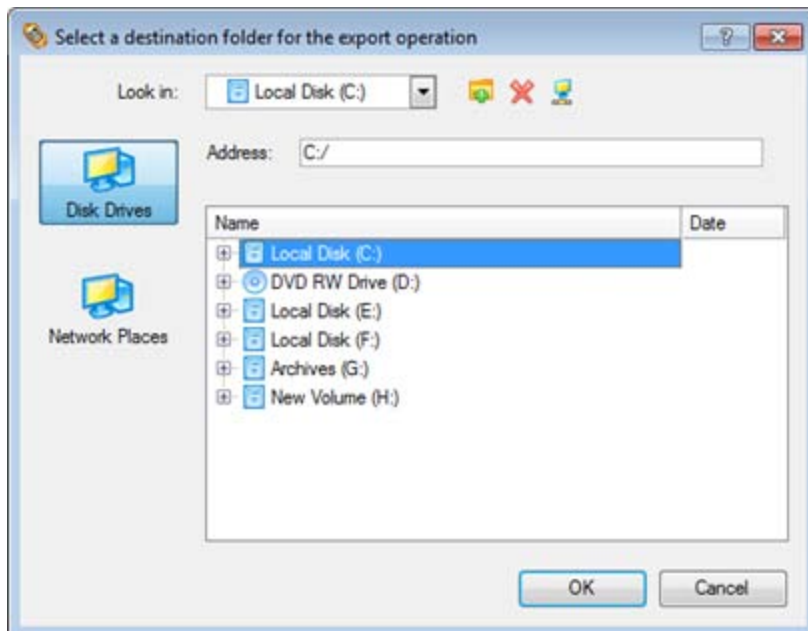 Select a destination folder for the export operation
Look in: Local Disk (C:)
Address: C:/
Disk Drives
Network Places
Name Date
Local Disk (C:)
DVD RW Drive (D:)
Local Disk (E:)
Local Disk (F:)
Archives (G:)
New Volume (H:)
OK Cancel